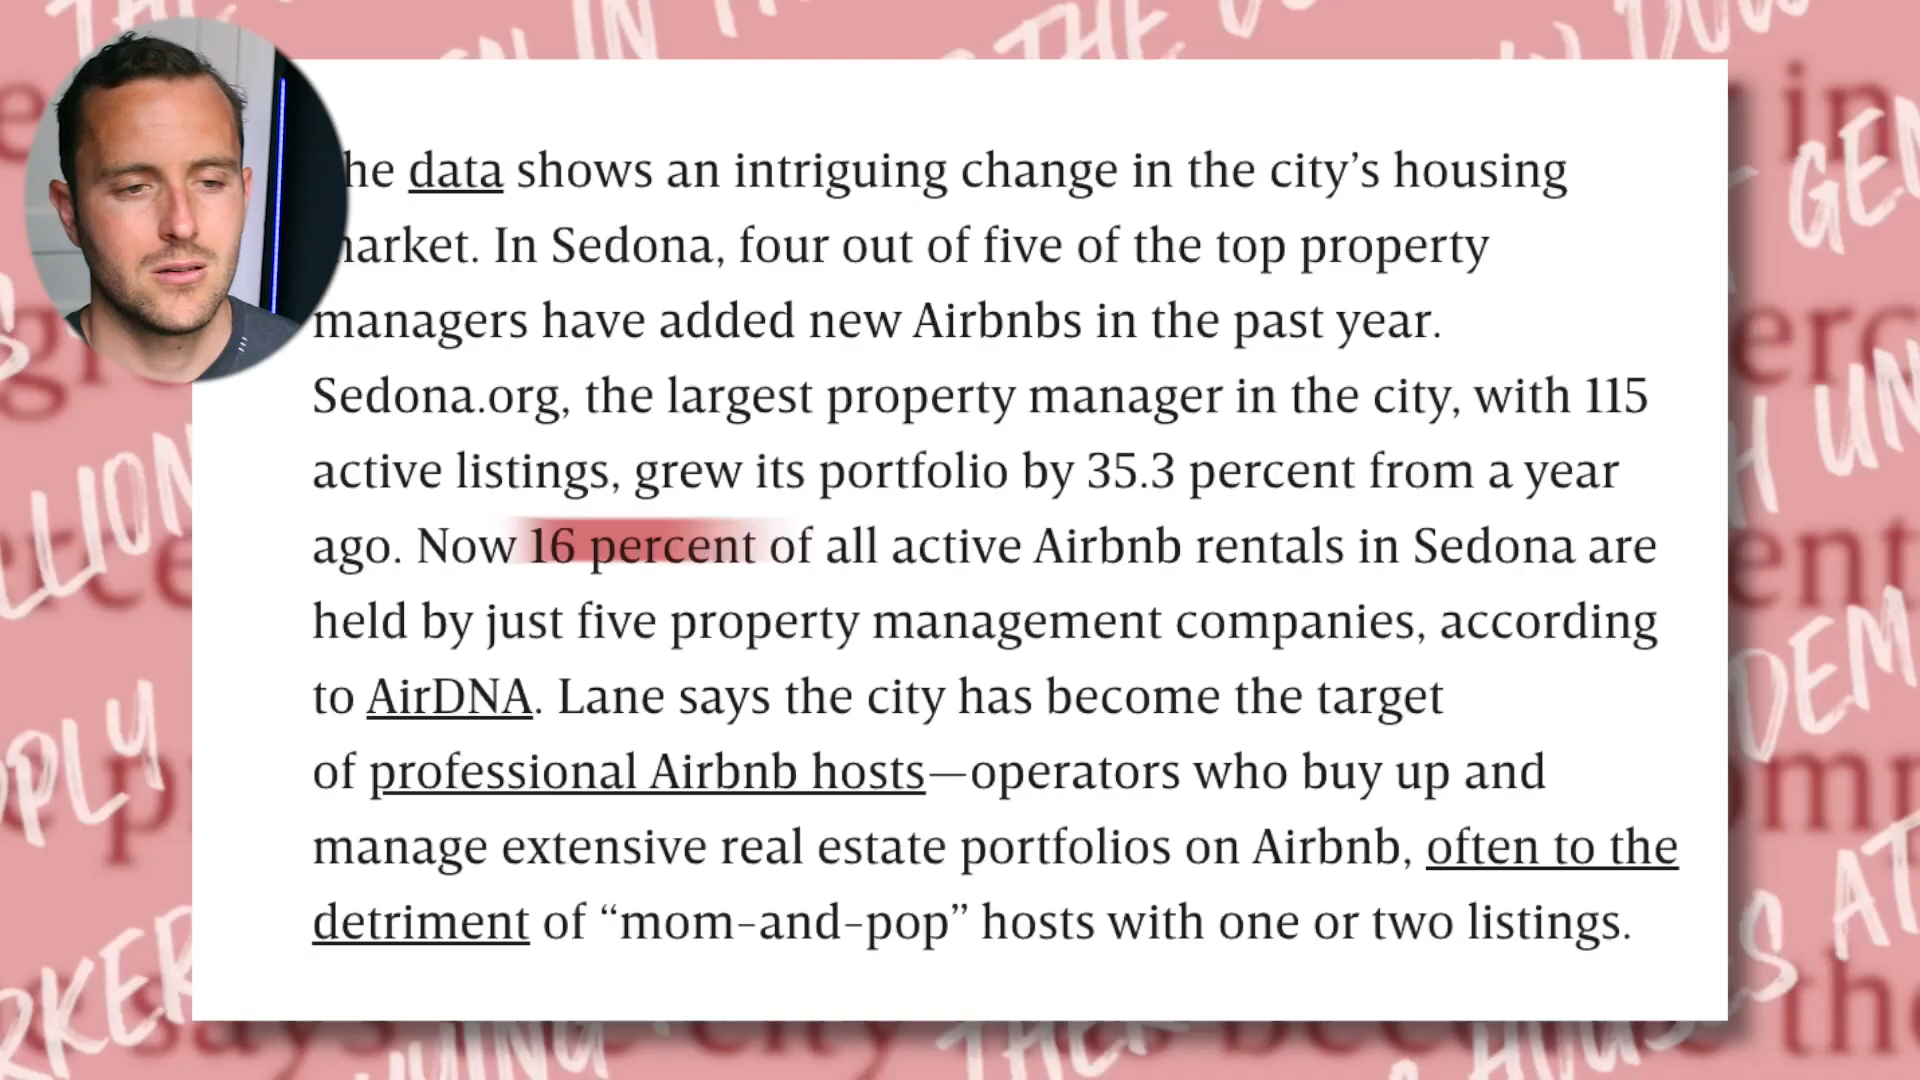 he data shows an intriguing change in the city’s housing
market. In Sedona, four out of five of the top property
managers have added new Airbnbs in the past year.
Sedona.org, the largest property manager in the city, with 115
active listings, grew its portfolio by 35.3 percent from a year
ago. Now 16 percent of all active Airbnb rentals in Sedona are
held by just five property management companies, according
to AirDNA. Lane says the city has become the target
of professional Airbnb hosts—operators who buy up and
manage extensive real estate portfolios on Airbnb, often to the
detriment of “mom-and-pop” hosts with one or two listings.